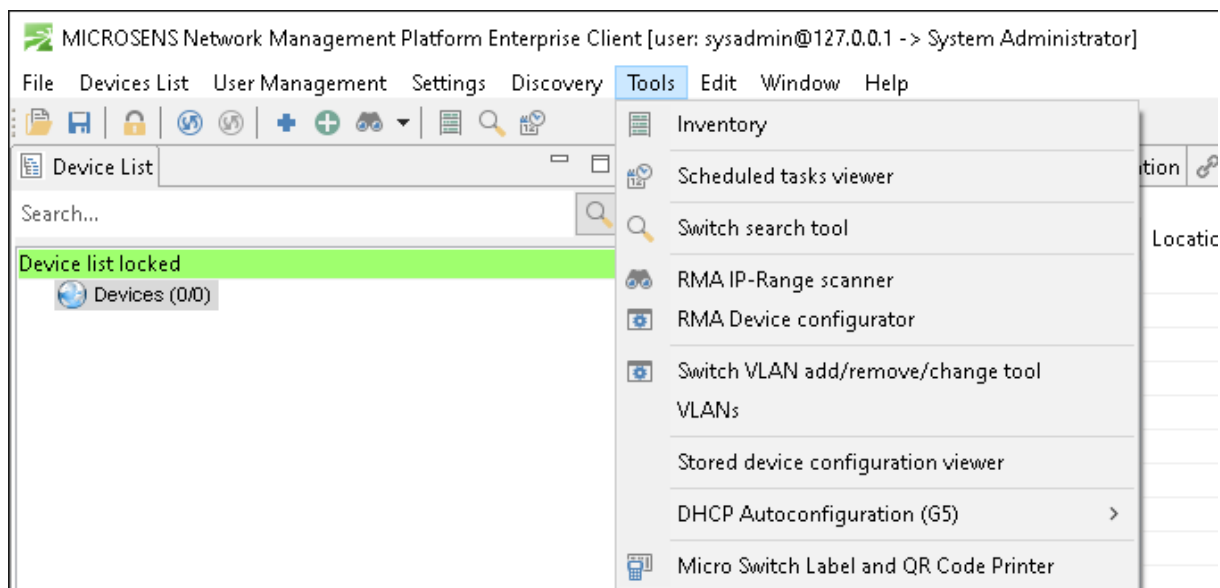 MICROSENS Network Management Platform Enterprise Client [user: sysadmin@127.0.0.1 -> System Administrator]
File Devices List User Management Settings Discovery Tools Edit Window Help
Device List
Search...
Device list locked
Devices (0/0)
Inventory
Scheduled tasks viewer
Switch search tool
RMA IP-Range scanner
RMA Device configurator
Switch VLAN add/remove/change tool
VLANs
Stored device configuration viewer
DHCP Autoconfiguration (G5)
Micro Switch Label and QR Code Printer